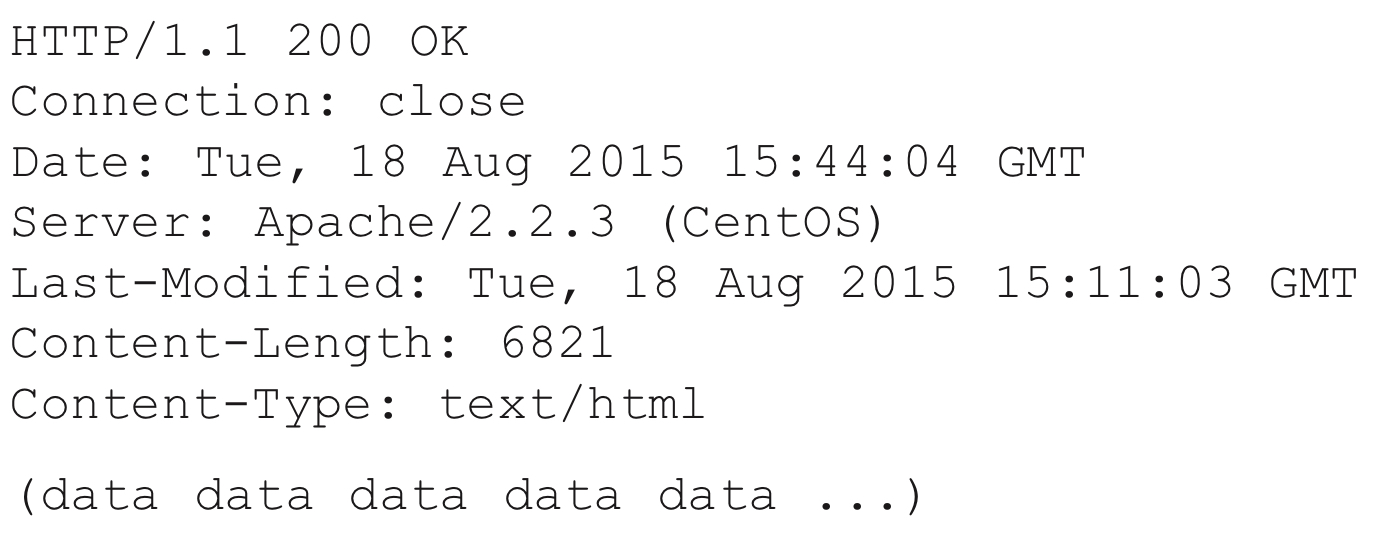 HTTP/1.1 200 OK
Connection: close
Date: Tue, 18 Aug 2015 15:44:04 GMT
Server: Apache/2.2.3 (CentOS)
Last-Modified: Tue, 18 Aug 2015 15:11:03 GMT
Content-Length: 6821
Content-Type: text/html
(data data data data data ...)